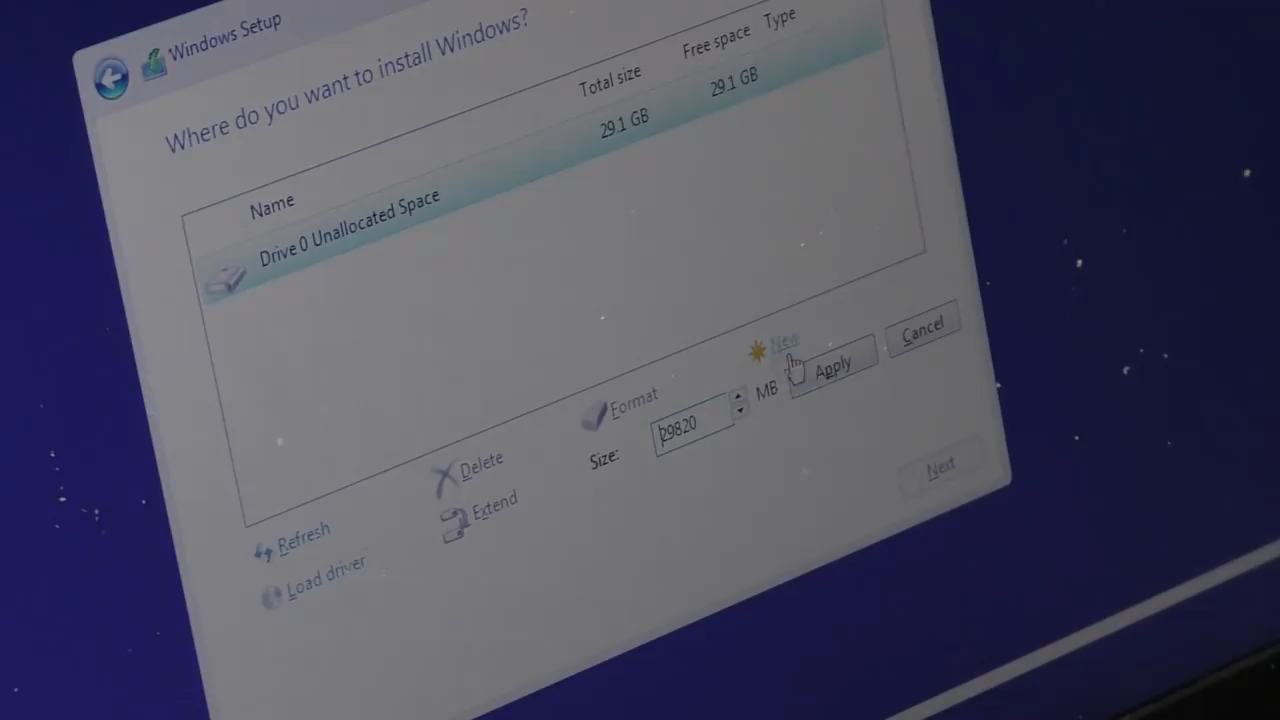 Windows Setup
Where do you want to install Windows?
Name Total size Free space Type
Drive 0 Unallocated Space 29.1 GB 29.1 GB
Refresh Delete Format New
Load driver Extend Size: 29820 MB Apply Cancel
Next